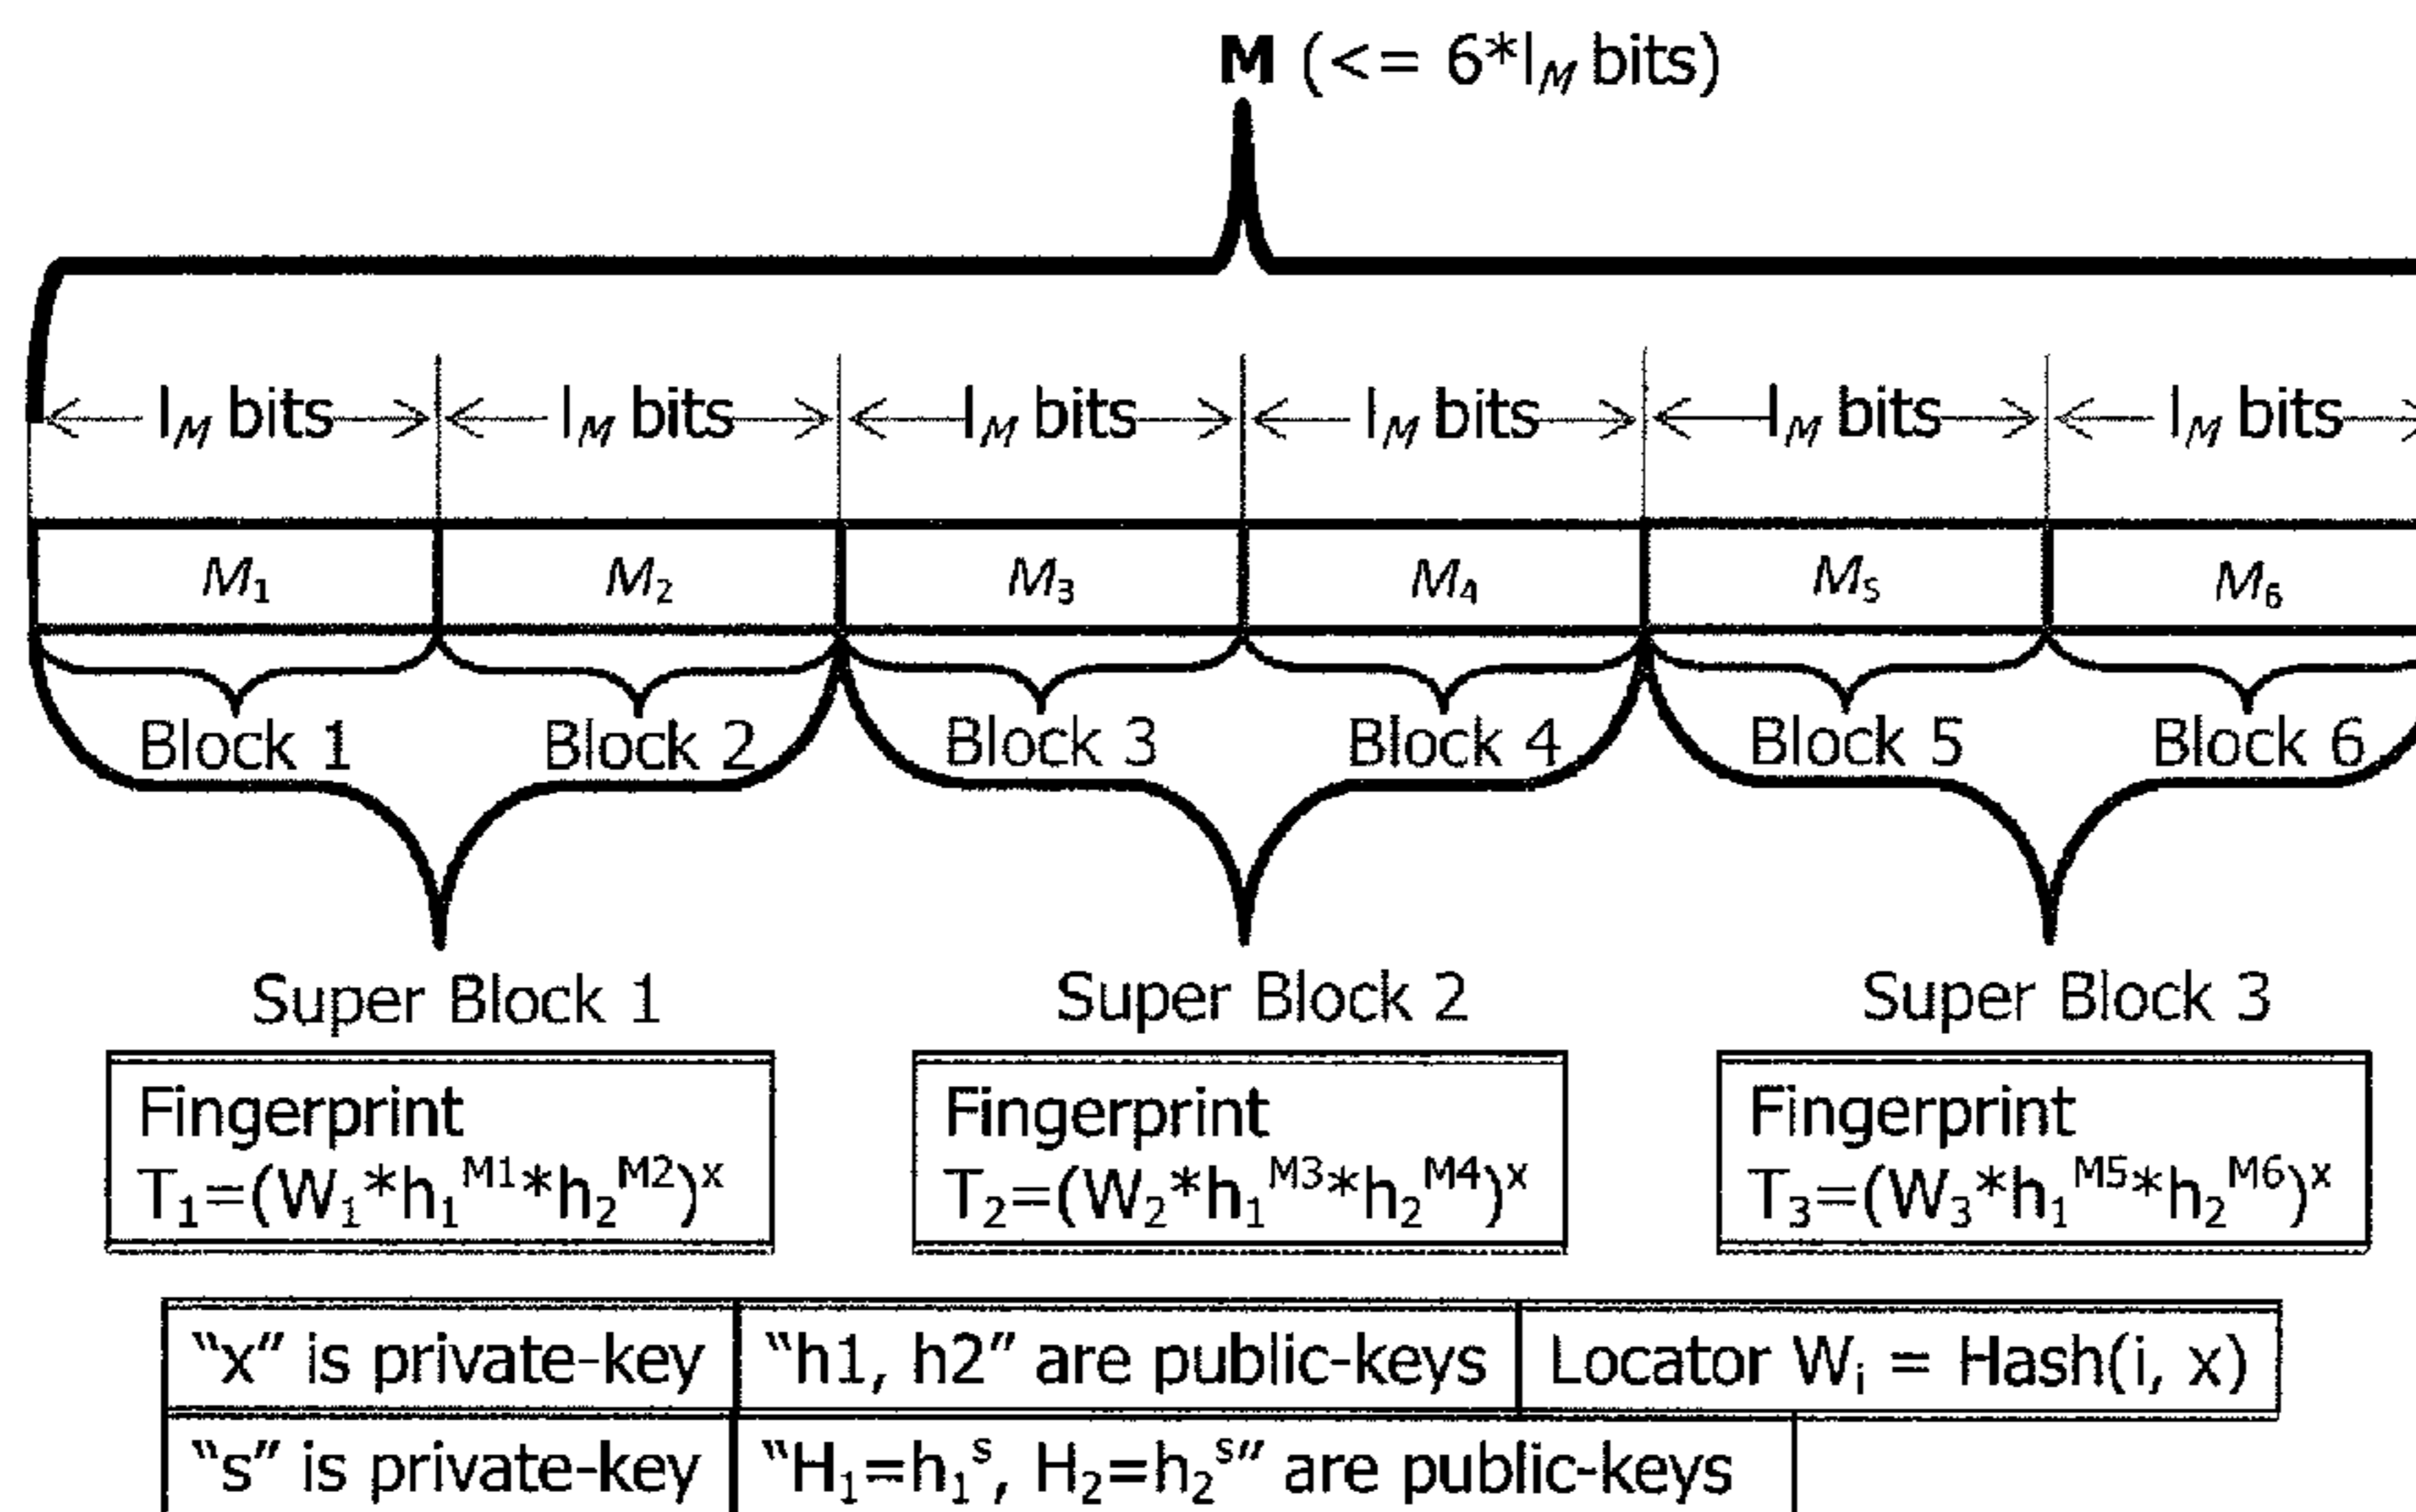 M (<= 6*l_M bits)
l_M bits l_M bits l_M bits l_M bits l_M bits l_M bits
M₁ M₂ M₃ M₄ M₅ M₆
Block 1 Block 2 Block 3 Block 4 Block 5 Block 6
Super Block 1 Super Block 2 Super Block 3
Fingerprint
T₁=(W₁*h₁^M1*h₂^M2)^x
Fingerprint
T₂=(W₂*h₁^M3*h₂^M4)^x
Fingerprint
T₃=(W₃*h₁^M5*h₂^M6)^x
“x” is private-key “h1, h2” are public-keys Locator Wᵢ = Hash(i, x)
“s” is private-key “H₁=h₁^s, H₂=h₂^s” are public-keys